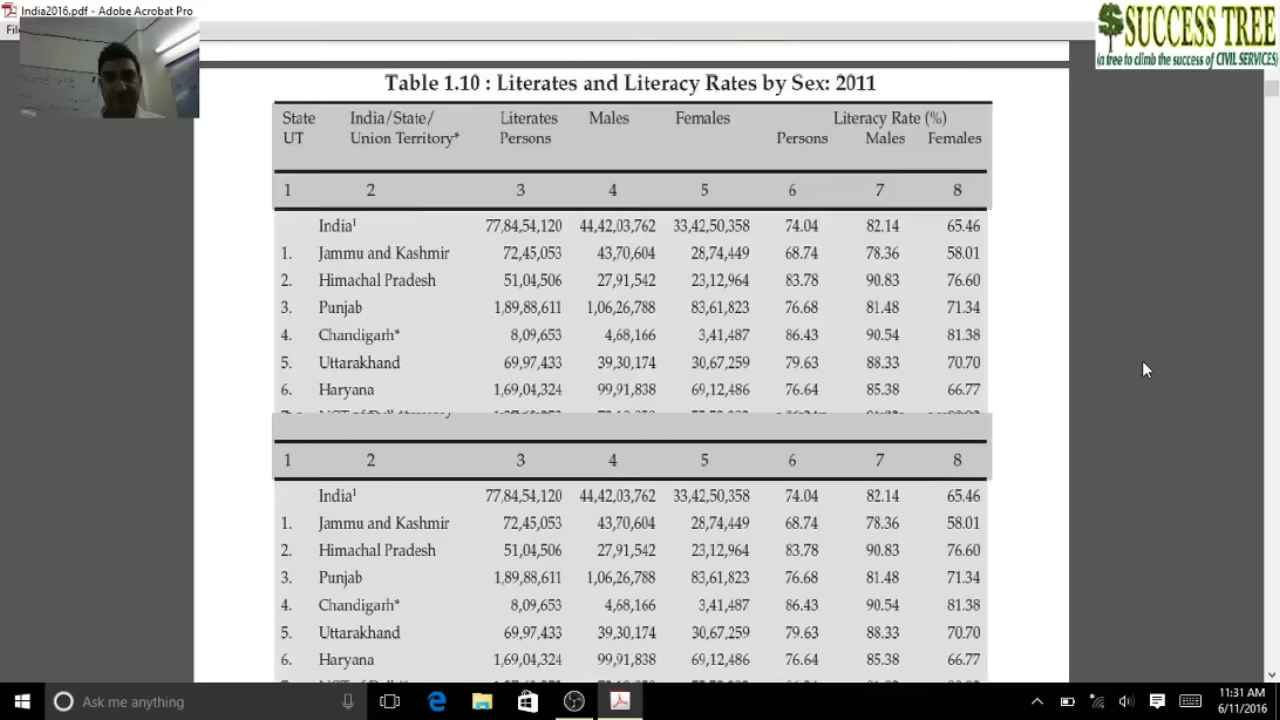 India2016.pdf - Adobe Acrobat Pro
SUCCESS TREE
(a tree to climb the success of CIVIL SERVICES)
Table 1.10 : Literates and Literacy Rates by Sex: 2011
State India/State/ Literates Males Females Literacy Rate (%)
UT Union Territory* Persons Persons Males Females
1 2 3 4 5 6 7 8
India¹ 77,84,54,120 44,42,03,762 33,42,50,358 74.04 82.14 65.46
1. Jammu and Kashmir 72,45,053 43,70,604 28,74,449 68.74 78.36 58.01
2. Himachal Pradesh 51,04,506 27,91,542 23,12,964 83.78 90.83 76.60
3. Punjab 1,89,88,611 1,06,26,788 83,61,823 76.68 81.48 71.34
4. Chandigarh* 8,09,653 4,68,166 3,41,487 86.43 90.54 81.38
5. Uttarakhand 69,97,433 39,30,174 30,67,259 79.63 88.33 70.70
6. Haryana 1,69,04,324 99,91,838 69,12,486 76.64 85.38 66.77
1 2 3 4 5 6 7 8
India¹ 77,84,54,120 44,42,03,762 33,42,50,358 74.04 82.14 65.46
1. Jammu and Kashmir 72,45,053 43,70,604 28,74,449 68.74 78.36 58.01
2. Himachal Pradesh 51,04,506 27,91,542 23,12,964 83.78 90.83 76.60
3. Punjab 1,89,88,611 1,06,26,788 83,61,823 76.68 81.48 71.34
4. Chandigarh* 8,09,653 4,68,166 3,41,487 86.43 90.54 81.38
5. Uttarakhand 69,97,433 39,30,174 30,67,259 79.63 88.33 70.70
6. Haryana 1,69,04,324 99,91,838 69,12,486 76.64 85.38 66.77
Ask me anything
11:31 AM
6/11/2016